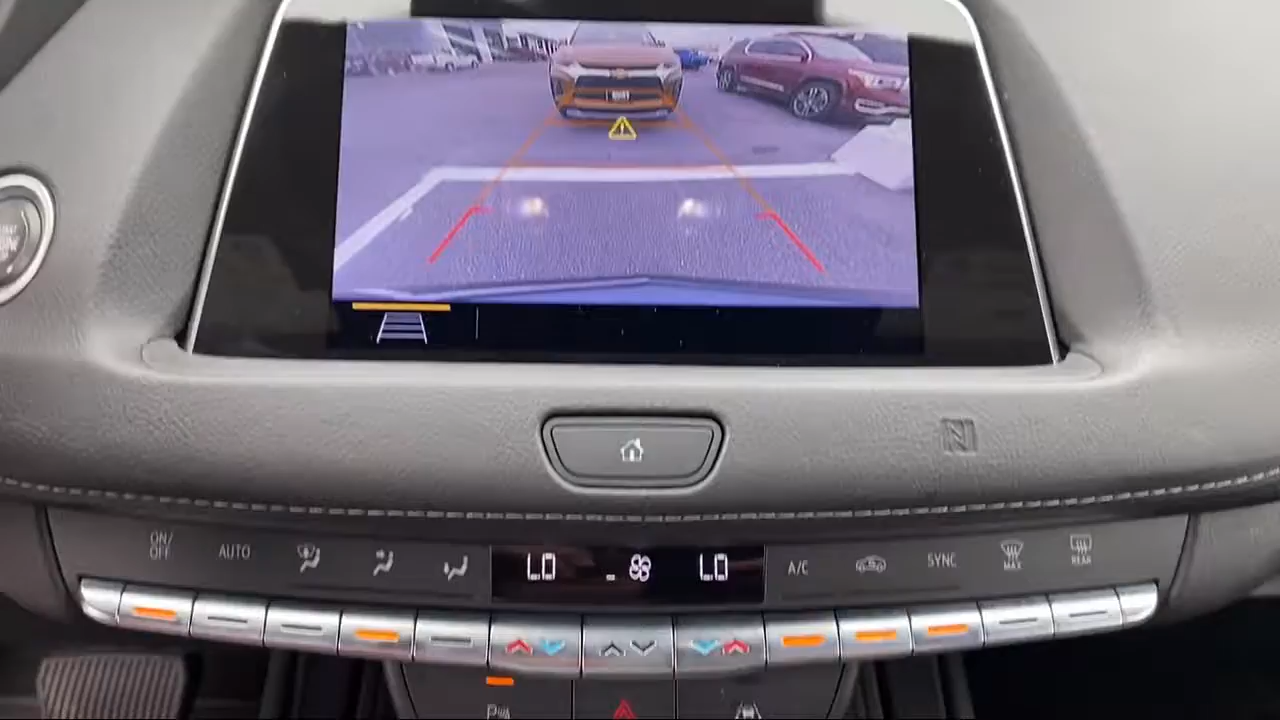 ON/
OFF
AUTO
LO
LO
A/C
SYNC
MAX
REAR